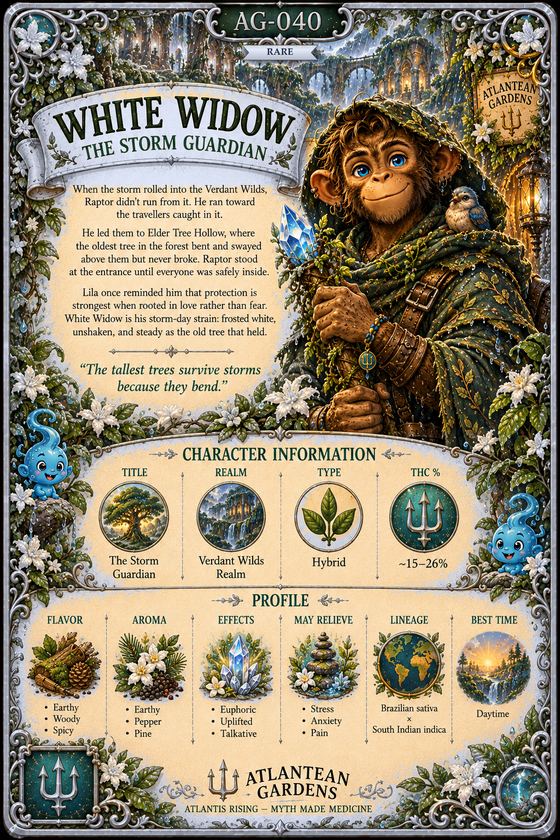 AG-040
RARE
ATLANTEAN
GARDENS
WHITE WIDOW
THE STORM GUARDIAN
When the storm rolled into the Verdant Wilds,
Raptor didn't run from it. He ran toward
the travellers caught in it.
He led them to Elder Tree Hollow, where
the oldest tree in the forest bent and swayed
above them but never broke. Raptor stood
at the entrance until everyone was safely inside.
Lila once reminded him that protection is
strongest when rooted in love rather than fear.
White Widow is his storm-day strain: frosted white,
unshaken, and steady as the old tree that held.
"The tallest trees survive storms
because they bend."
CHARACTER INFORMATION
TITLE
The Storm
Guardian
REALM
Verdant Wilds
Realm
TYPE
Hybrid
THC %
~15–26%
PROFILE
FLAVOR
• Earthy
• Woody
• Spicy
AROMA
• Earthy
• Pepper
• Pine
EFFECTS
• Euphoric
• Uplifted
• Talkative
MAY RELIEVE
• Stress
• Anxiety
• Pain
LINEAGE
Brazilian sativa
×
South Indian indica
BEST TIME
Daytime
ATLANTEAN
GARDENS
ATLANTIS RISING – MYTH MADE MEDICINE